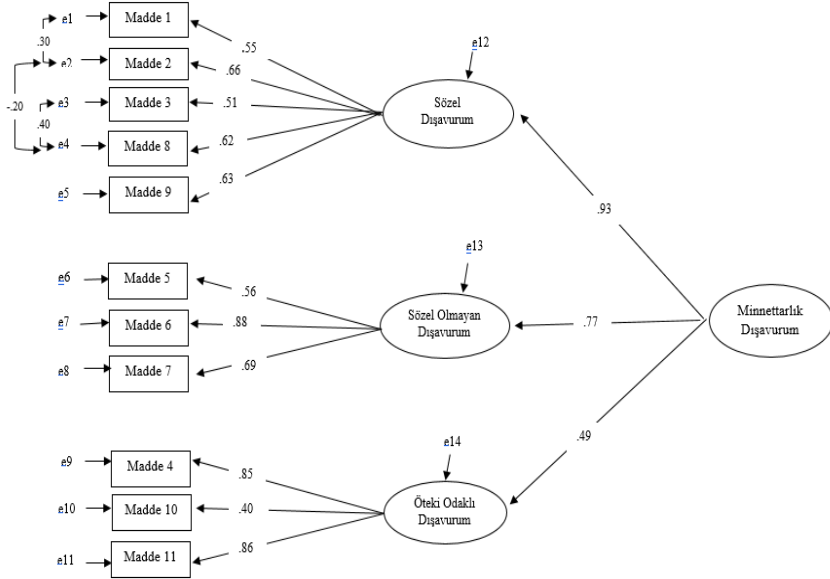 e1
Madde 1
.30
.55
e2
Madde 2
.66
e12
-.20
e3
Madde 3
.51
Sözel
Dışavurum
.40
e4
Madde 8
.62
e5
Madde 9
.63
.93
e13
e6
Madde 5
.56
e7
Madde 6
.88
Sözel Olmayan
Dışavurum
.77
Minnettarlık
Dışavurum
e8
Madde 7
.69
.49
e14
e9
Madde 4
.85
e10
Madde 10
.40
Öteki Odaklı
Dışavurum
e11
Madde 11
.86